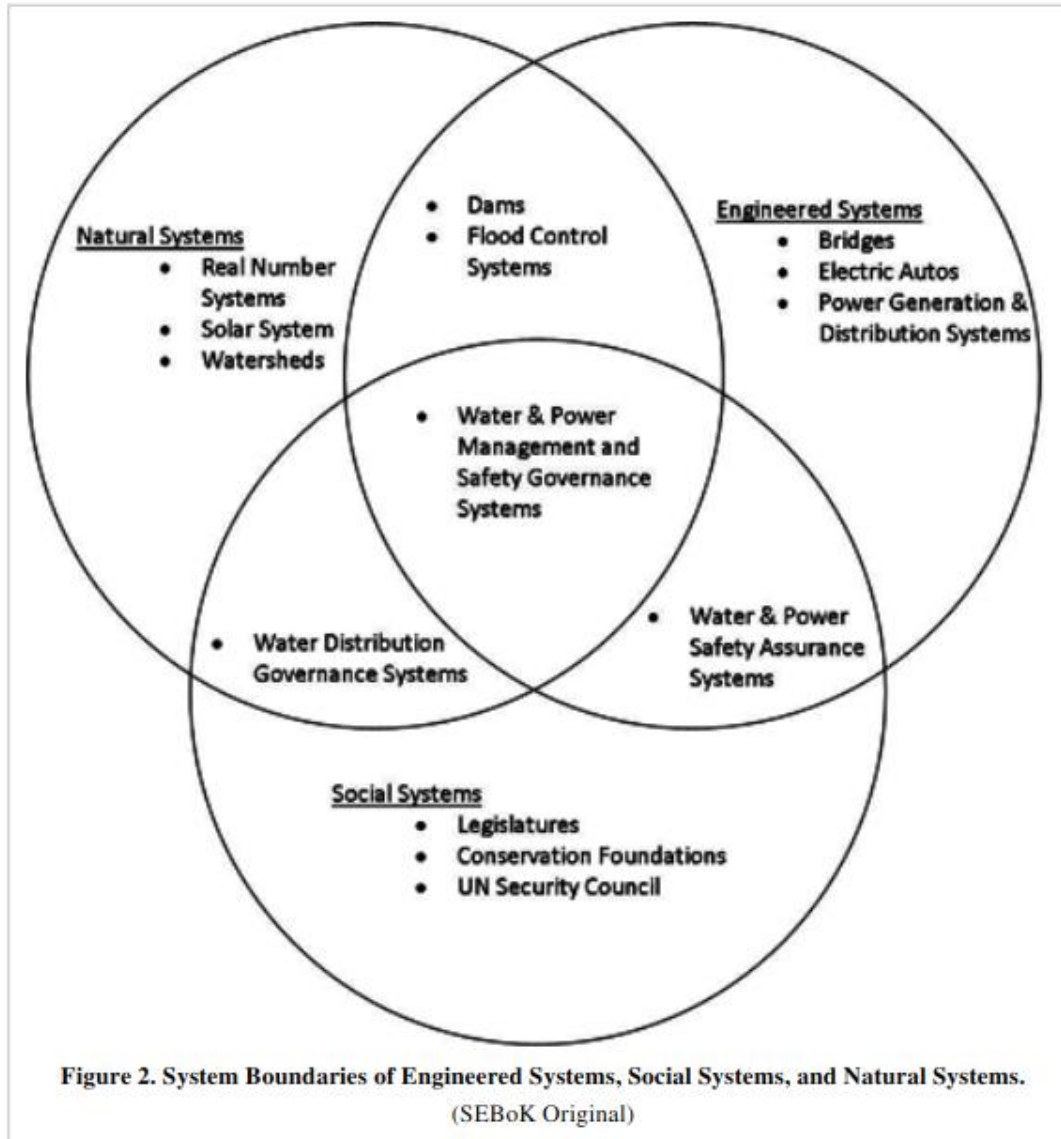 Dams
Flood Control
Systems
Natural Systems
Real Number
Systems
Solar System
Watersheds
Engineered Systems
Bridges
Electric Autos
Power Generation &
Distribution Systems
Water & Power
Management and
Safety Governance
Systems
Water Distribution
Governance Systems
Water & Power
Safety Assurance
Systems
Social Systems
Legislatures
Conservation Foundations
UN Security Council
Figure 2. System Boundaries of Engineered Systems, Social Systems, and Natural Systems.
(SEBoK Original)